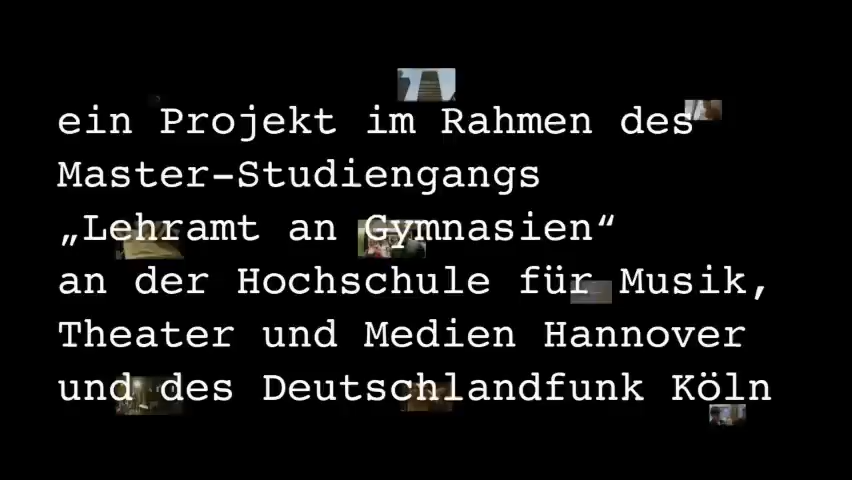 ein Projekt im Rahmen des
Master-Studiengangs
„Lehramt an Gymnasien“
an der Hochschule für Musik,
Theater und Medien Hannover
und des Deutschlandfunk Köln